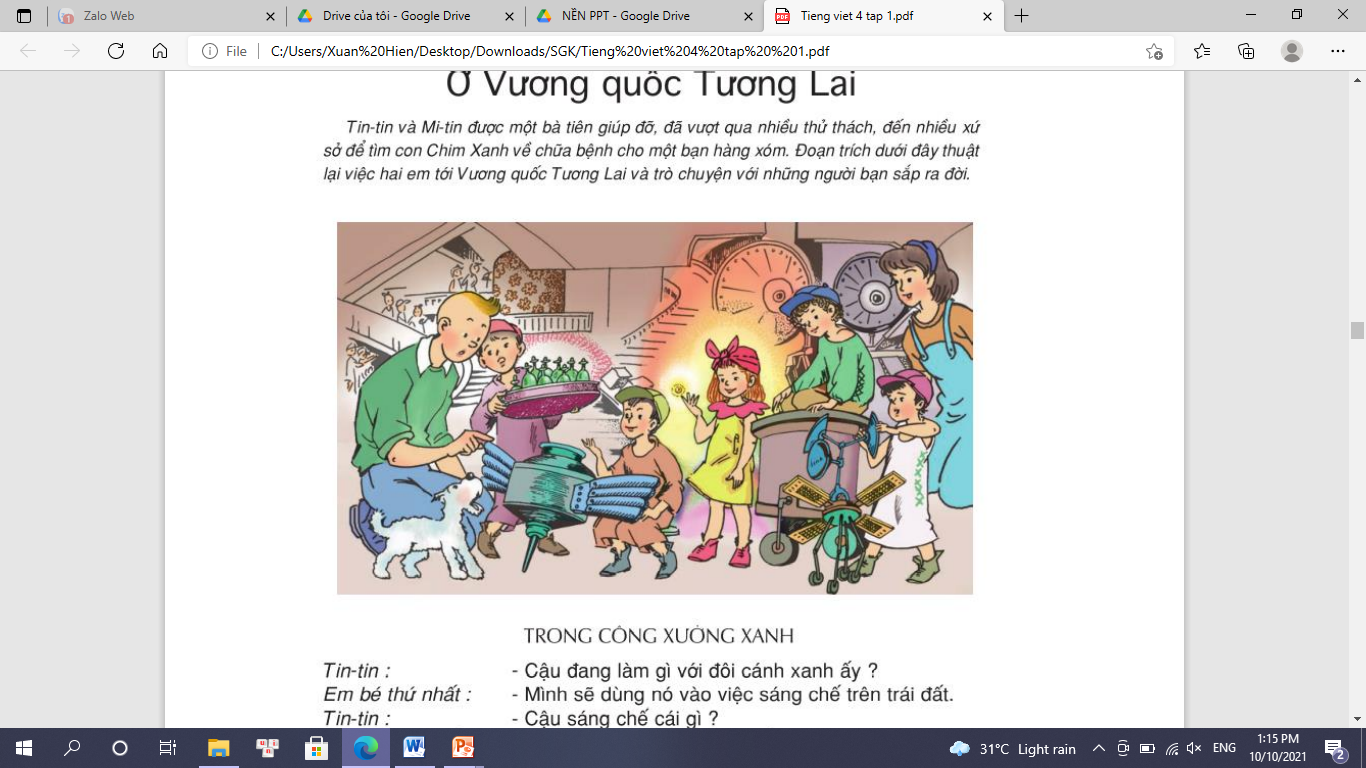 Zalo Web
Drive của tôi - Google Drive
NỀN PPT - Google Drive
Tieng viet 4 tap 1.pdf
File
C:/Users/Xuan%20Hien/Desktop/Downloads/SGK/Tieng%20viet%204%20tap%20%201.pdf
Ở Vương quốc Tương Lai
Tin-tin và Mi-tin được một bà tiên giúp đỡ, đã vượt qua nhiều thử thách, đến nhiều xứ
sở để tìm con Chim Xanh về chữa bệnh cho một bạn hàng xóm. Đoạn trích dưới đây thuật
lại việc hai em tới Vương quốc Tương Lai và trò chuyện với những người bạn sắp ra đời.
TRONG CÔNG XƯỞNG XANH
Tin-tin : - Cậu đang làm gì với đôi cánh xanh ấy ?
Em bé thứ nhất : - Mình sẽ dùng nó vào việc sáng chế trên trái đất.
Tin-tin : - Cậu sáng chế cái gì ?
31°C Light rain
ENG
1:15 PM
10/10/2021
2